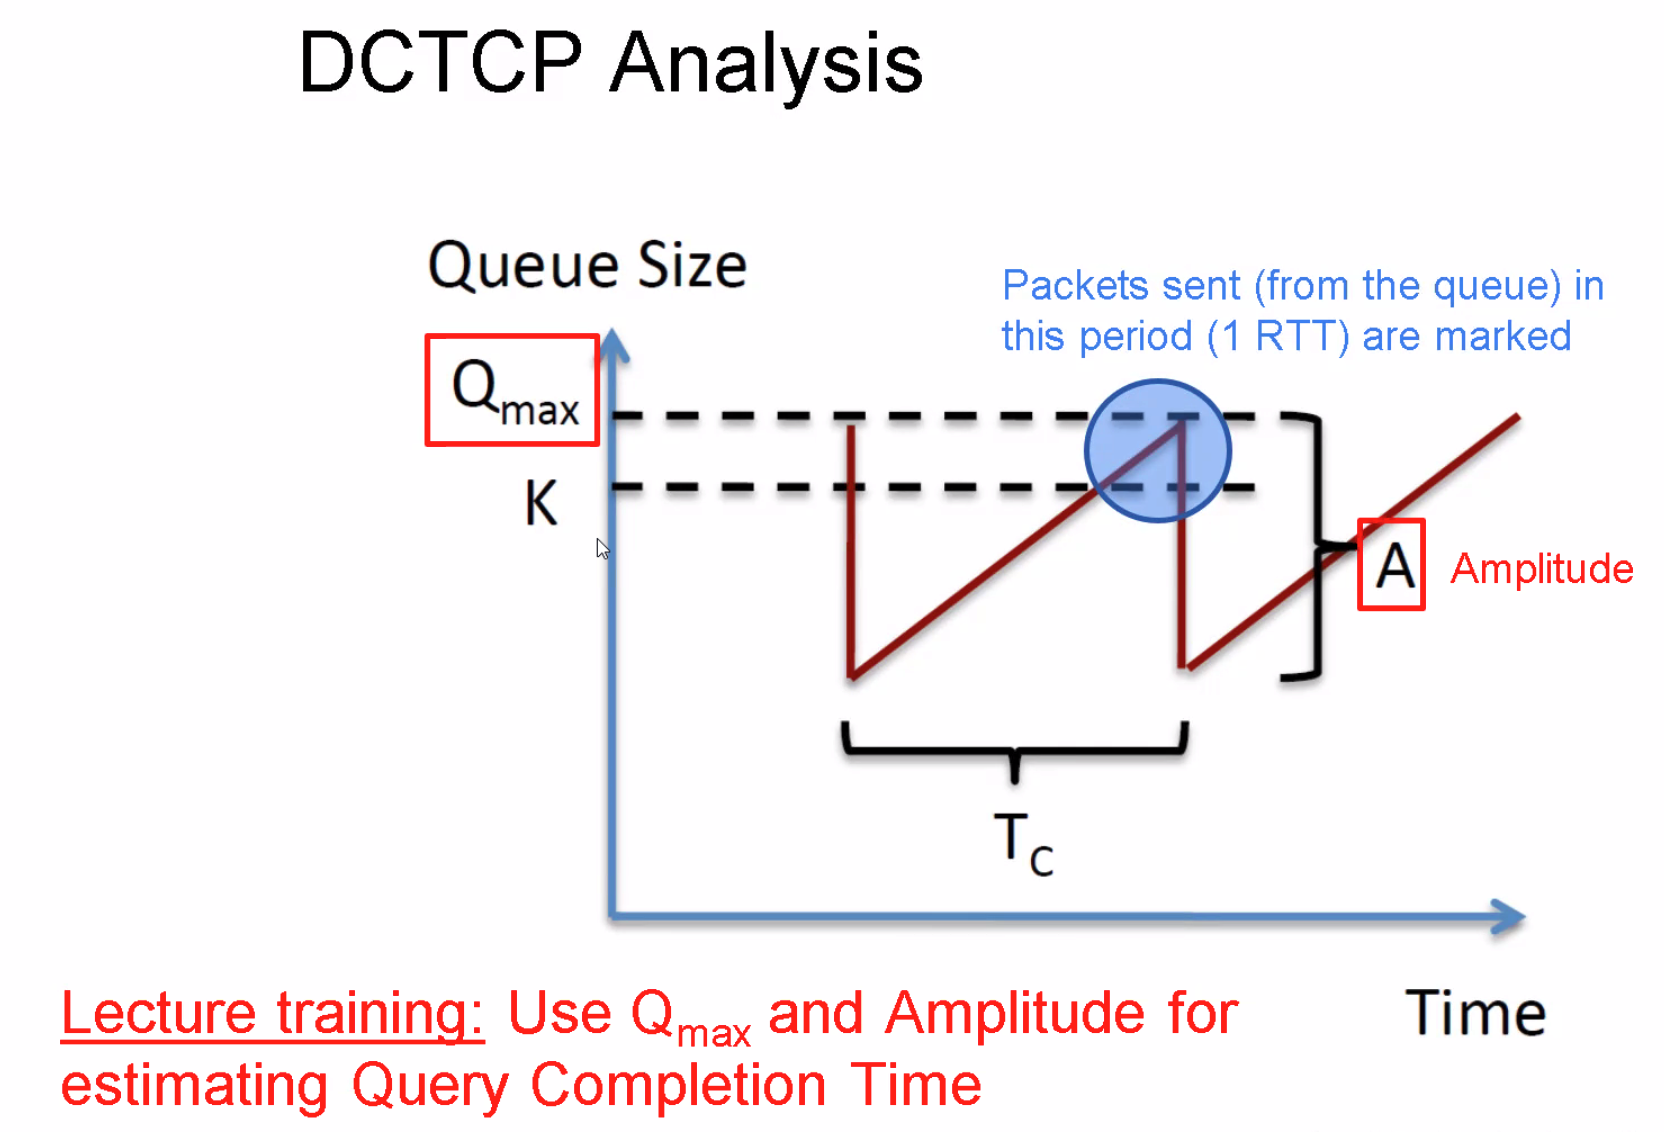 DCTCP Analysis
Queue Size
Packets sent (from the queue) in
this period (1 RTT) are marked
Qmax
K
A
Amplitude
TC
Time
Lecture training: Use Qmax and Amplitude for
estimating Query Completion Time